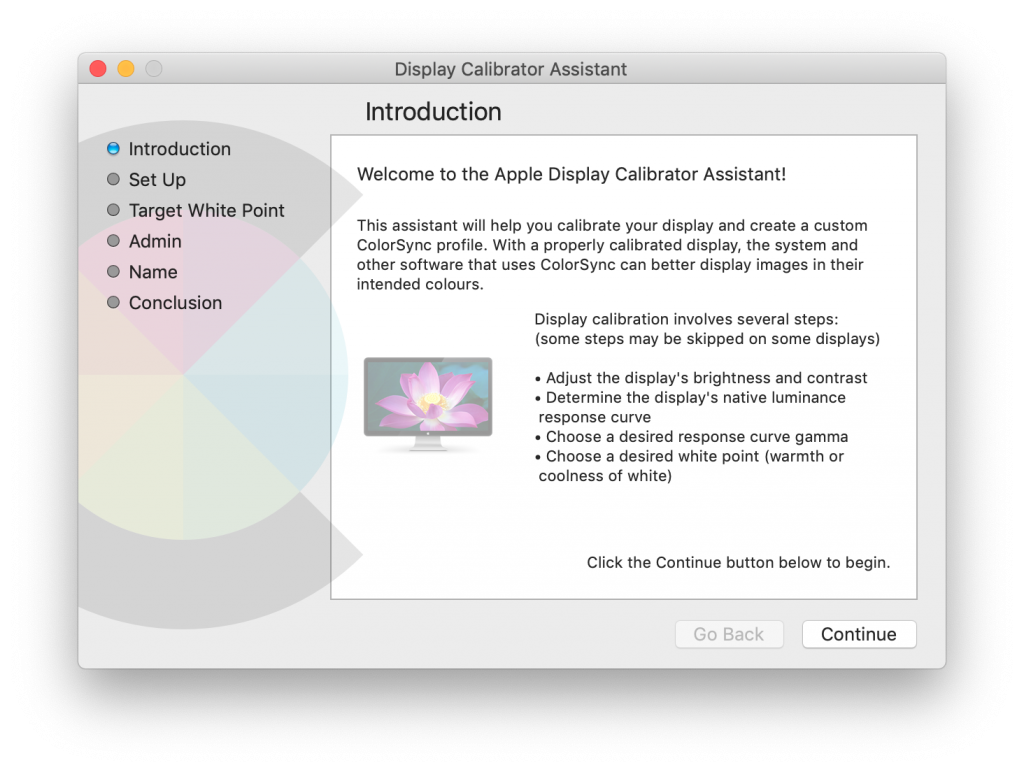 Display Calibrator Assistant
Introduction
Introduction
Set Up
Target White Point
Admin
Name
Conclusion
Welcome to the Apple Display Calibrator Assistant!
This assistant will help you calibrate your display and create a custom
ColorSync profile. With a properly calibrated display, the system and
other software that uses ColorSync can better display images in their
intended colours.
Display calibration involves several steps:
(some steps may be skipped on some displays)
• Adjust the display's brightness and contrast
• Determine the display's native luminance
response curve
• Choose a desired response curve gamma
• Choose a desired white point (warmth or
coolness of white)
Click the Continue button below to begin.
Go Back
Continue